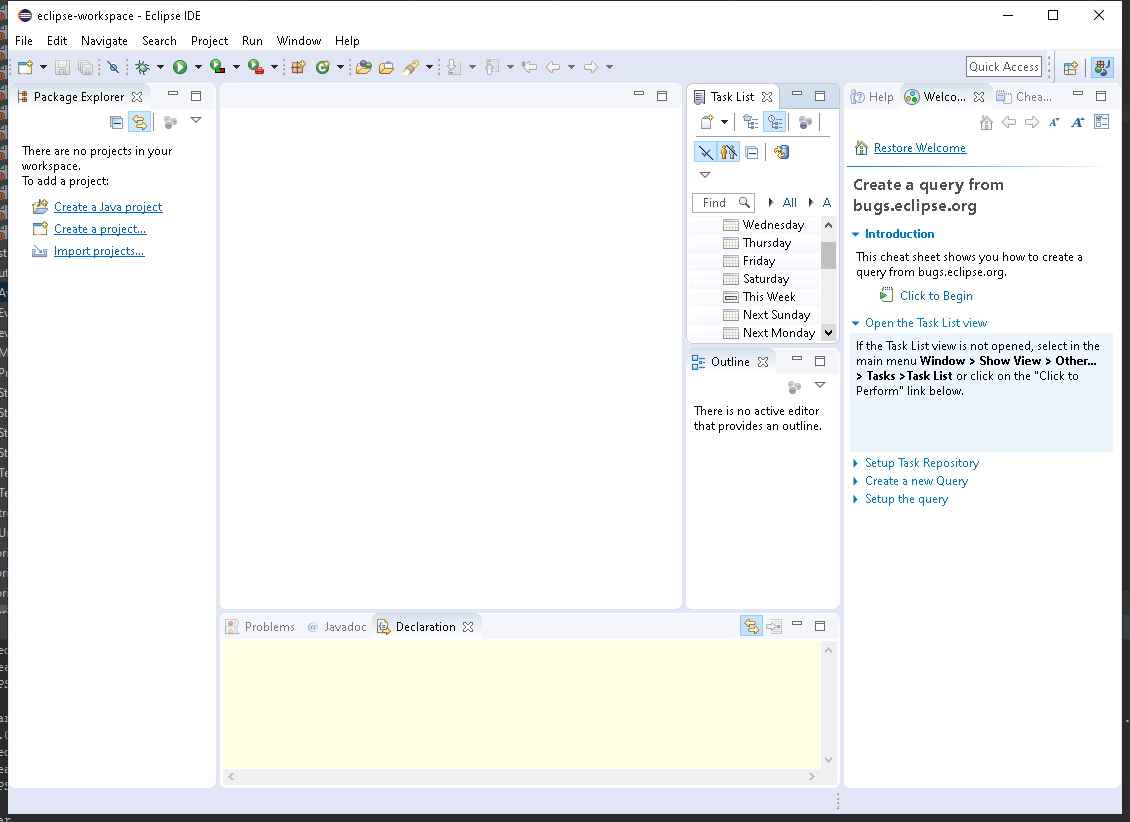 eclipse-workspace - Eclipse IDE
File Edit Navigate Search Project Run Window Help
Quick Access
Package Explorer
There are no projects in your
workspace.
To add a project:
Create a Java project
Create a project...
Import projects...
Task List
Find
All
A
Wednesday
Thursday
Friday
Saturday
This Week
Next Sunday
Next Monday
Outline
There is no active editor
that provides an outline.
Help Welco... Chea...
Restore Welcome
Create a query from
bugs.eclipse.org
Introduction
This cheat sheet shows you how to create a
query from bugs.eclipse.org.
Click to Begin
Open the Task List view
If the Task List view is not opened, select in the
main menu Window > Show View > Other...
> Tasks >Task List or click on the "Click to
Perform" link below.
Setup Task Repository
Create a new Query
Setup the query
Problems @ Javadoc Declaration